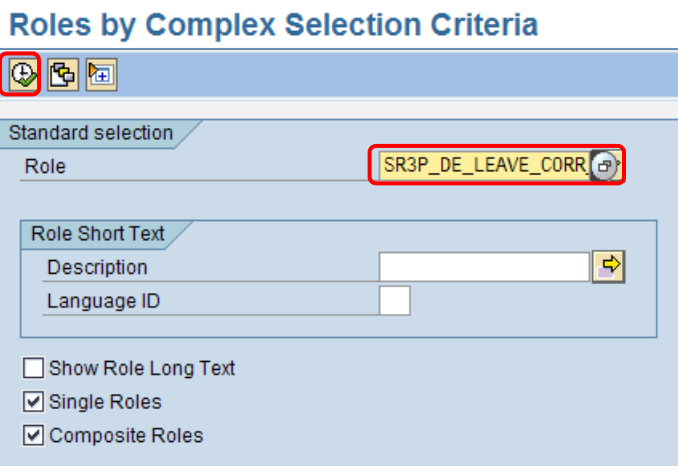 Roles by Complex Selection Criteria
Standard selection
Role SR3P_DE_LEAVE_CORR_
Role Short Text
Description
Language ID
Show Role Long Text
Single Roles
Composite Roles